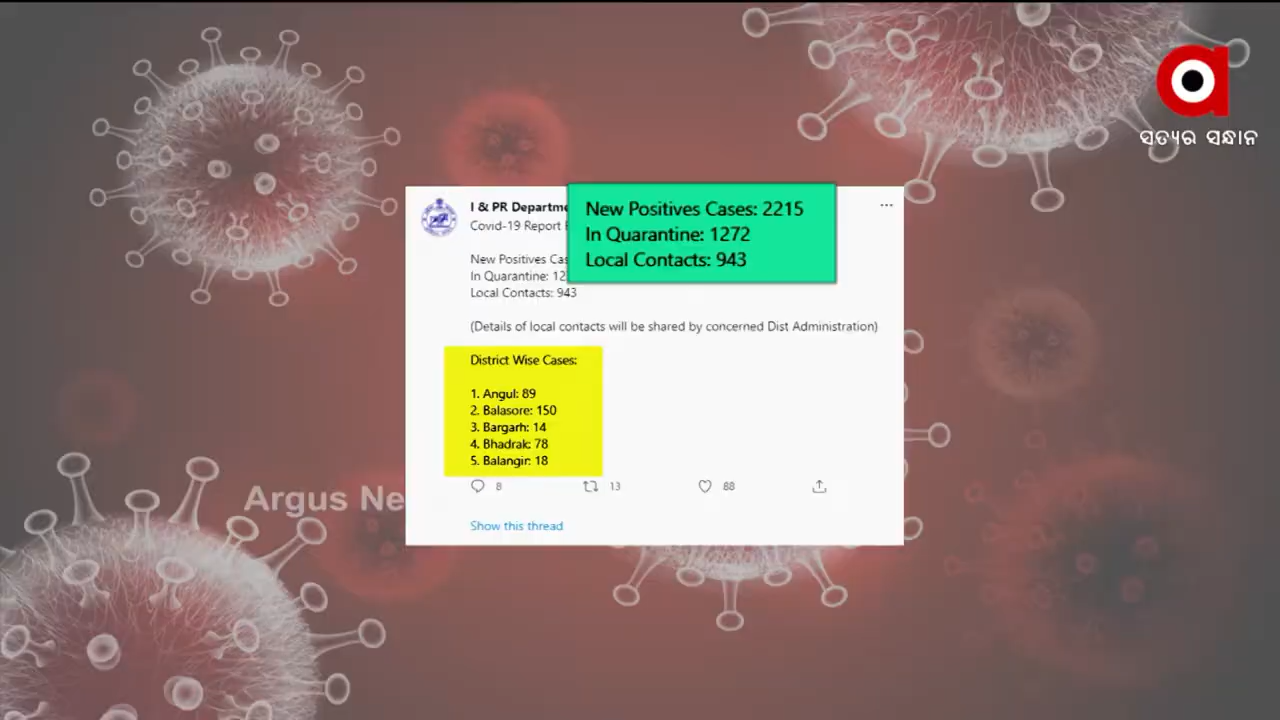 ସତ୍ୟର ସନ୍ଧାନ
I & PR Departme
Covid-19 Report
New Positives Cases: 2215
In Quarantine: 1272
Local Contacts: 943
New Positives Cas
In Quarantine: 12
Local Contacts: 943
(Details of local contacts will be shared by concerned Dist Administration)
District Wise Cases:
1. Angul: 89
2. Balasore: 150
3. Bargarh: 14
4. Bhadrak: 78
5. Balangir: 18
8 13 88
Show this thread
Argus Ne